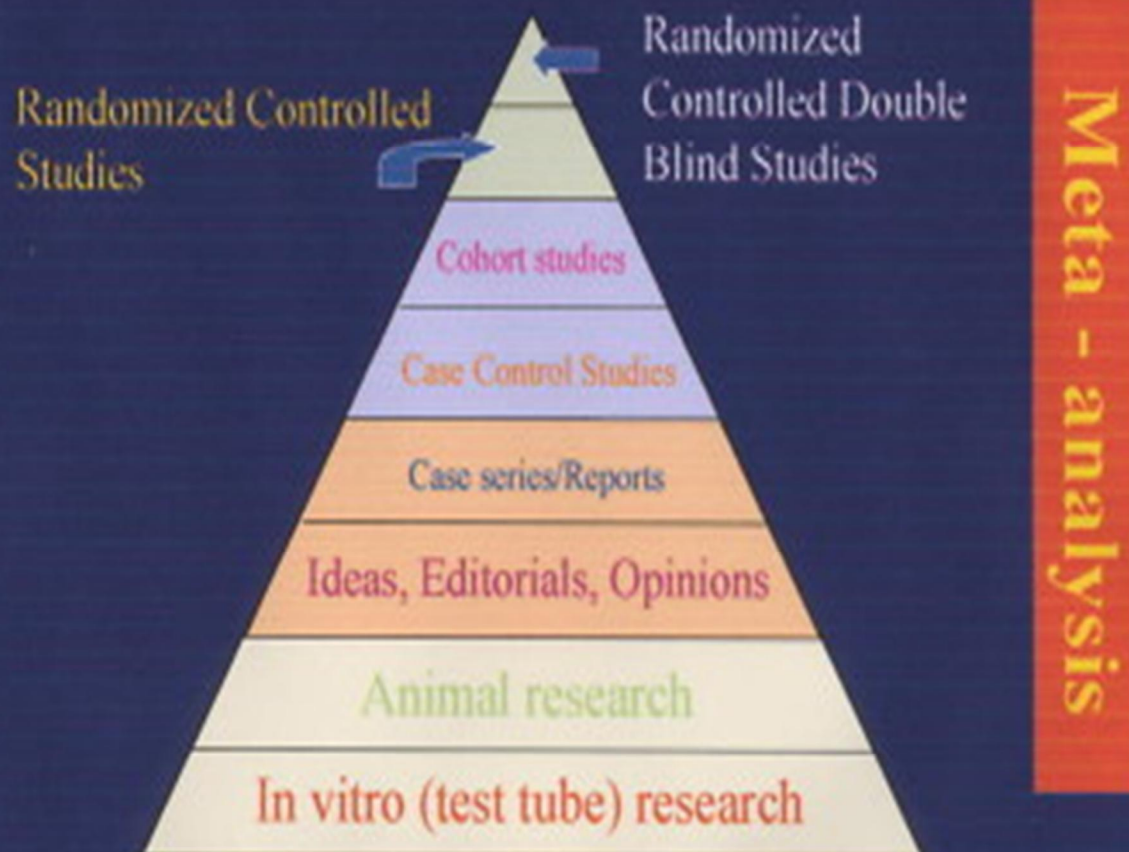 Randomized Controlled
Studies
Randomized
Controlled Double
Blind Studies
Cohort studies
Case Control Studies
Case series/Reports
Ideas, Editorials, Opinions
Animal research
In vitro (test tube) research
Meta - analysis